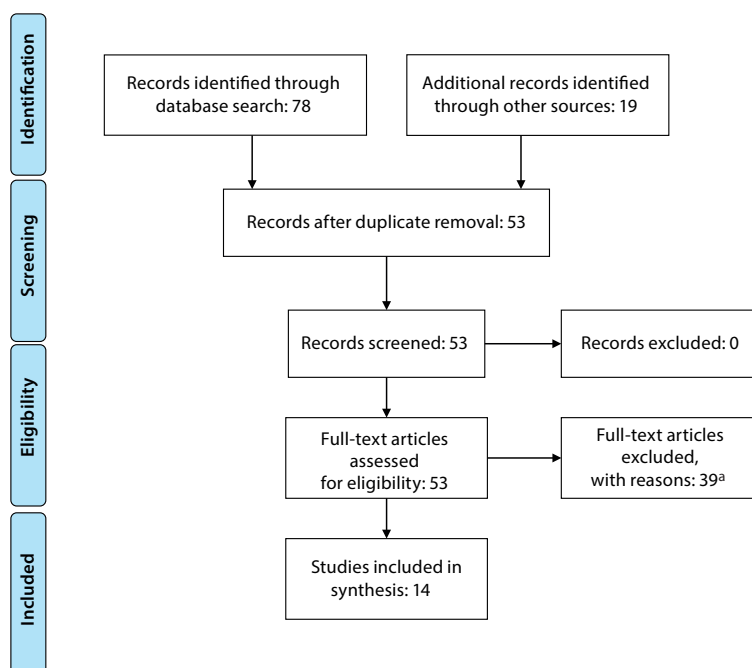 Identification
Records identified through
database search: 78
Additional records identified
through other sources: 19
Screening
Records after duplicate removal: 53
Records screened: 53
Records excluded: 0
Eligibility
Full-text articles
assessed
for eligibility: 53
Full-text articles
excluded,
with reasons: 39ᵃ
Included
Studies included in
synthesis: 14